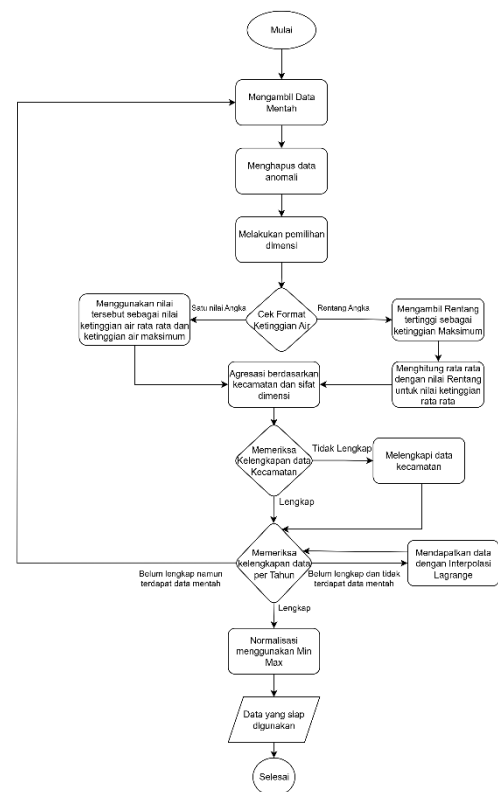 Mulai
Mengambil Data
Mentah
Menghapus data
anomali
Melakukan pemilihan
dimensi
Cek Format
Ketinggian Air
Satu nilai Angka
Rentang Angka
Menggunakan nilai
tersebut sebagai nilai
ketinggian air rata rata dan
ketinggian air maksimum
Mengambil Rentang
tertinggi sebagai
ketinggian Maksimum
Menghitung rata rata
dengan nilai Rentang
untuk nilai ketinggian
rata rata
Agresasi berdasarkan
kecamatan dan sifat
dimensi
Memeriksa
Kelengkapan data
Kecamatan
Tidak Lengkap
Melengkapi data
kecamatan
Lengkap
Memeriksa
kelengkapan data
per Tahun
Belum lengkap namun
terdapat data mentah
Belum lengkap dan tidak
terdapat data mentah
Mendapatkan data
dengan Interpolasi
Lagrange
Lengkap
Normalisasi
menggunakan Min
Max
Data yang siap
digunakan
Selesai